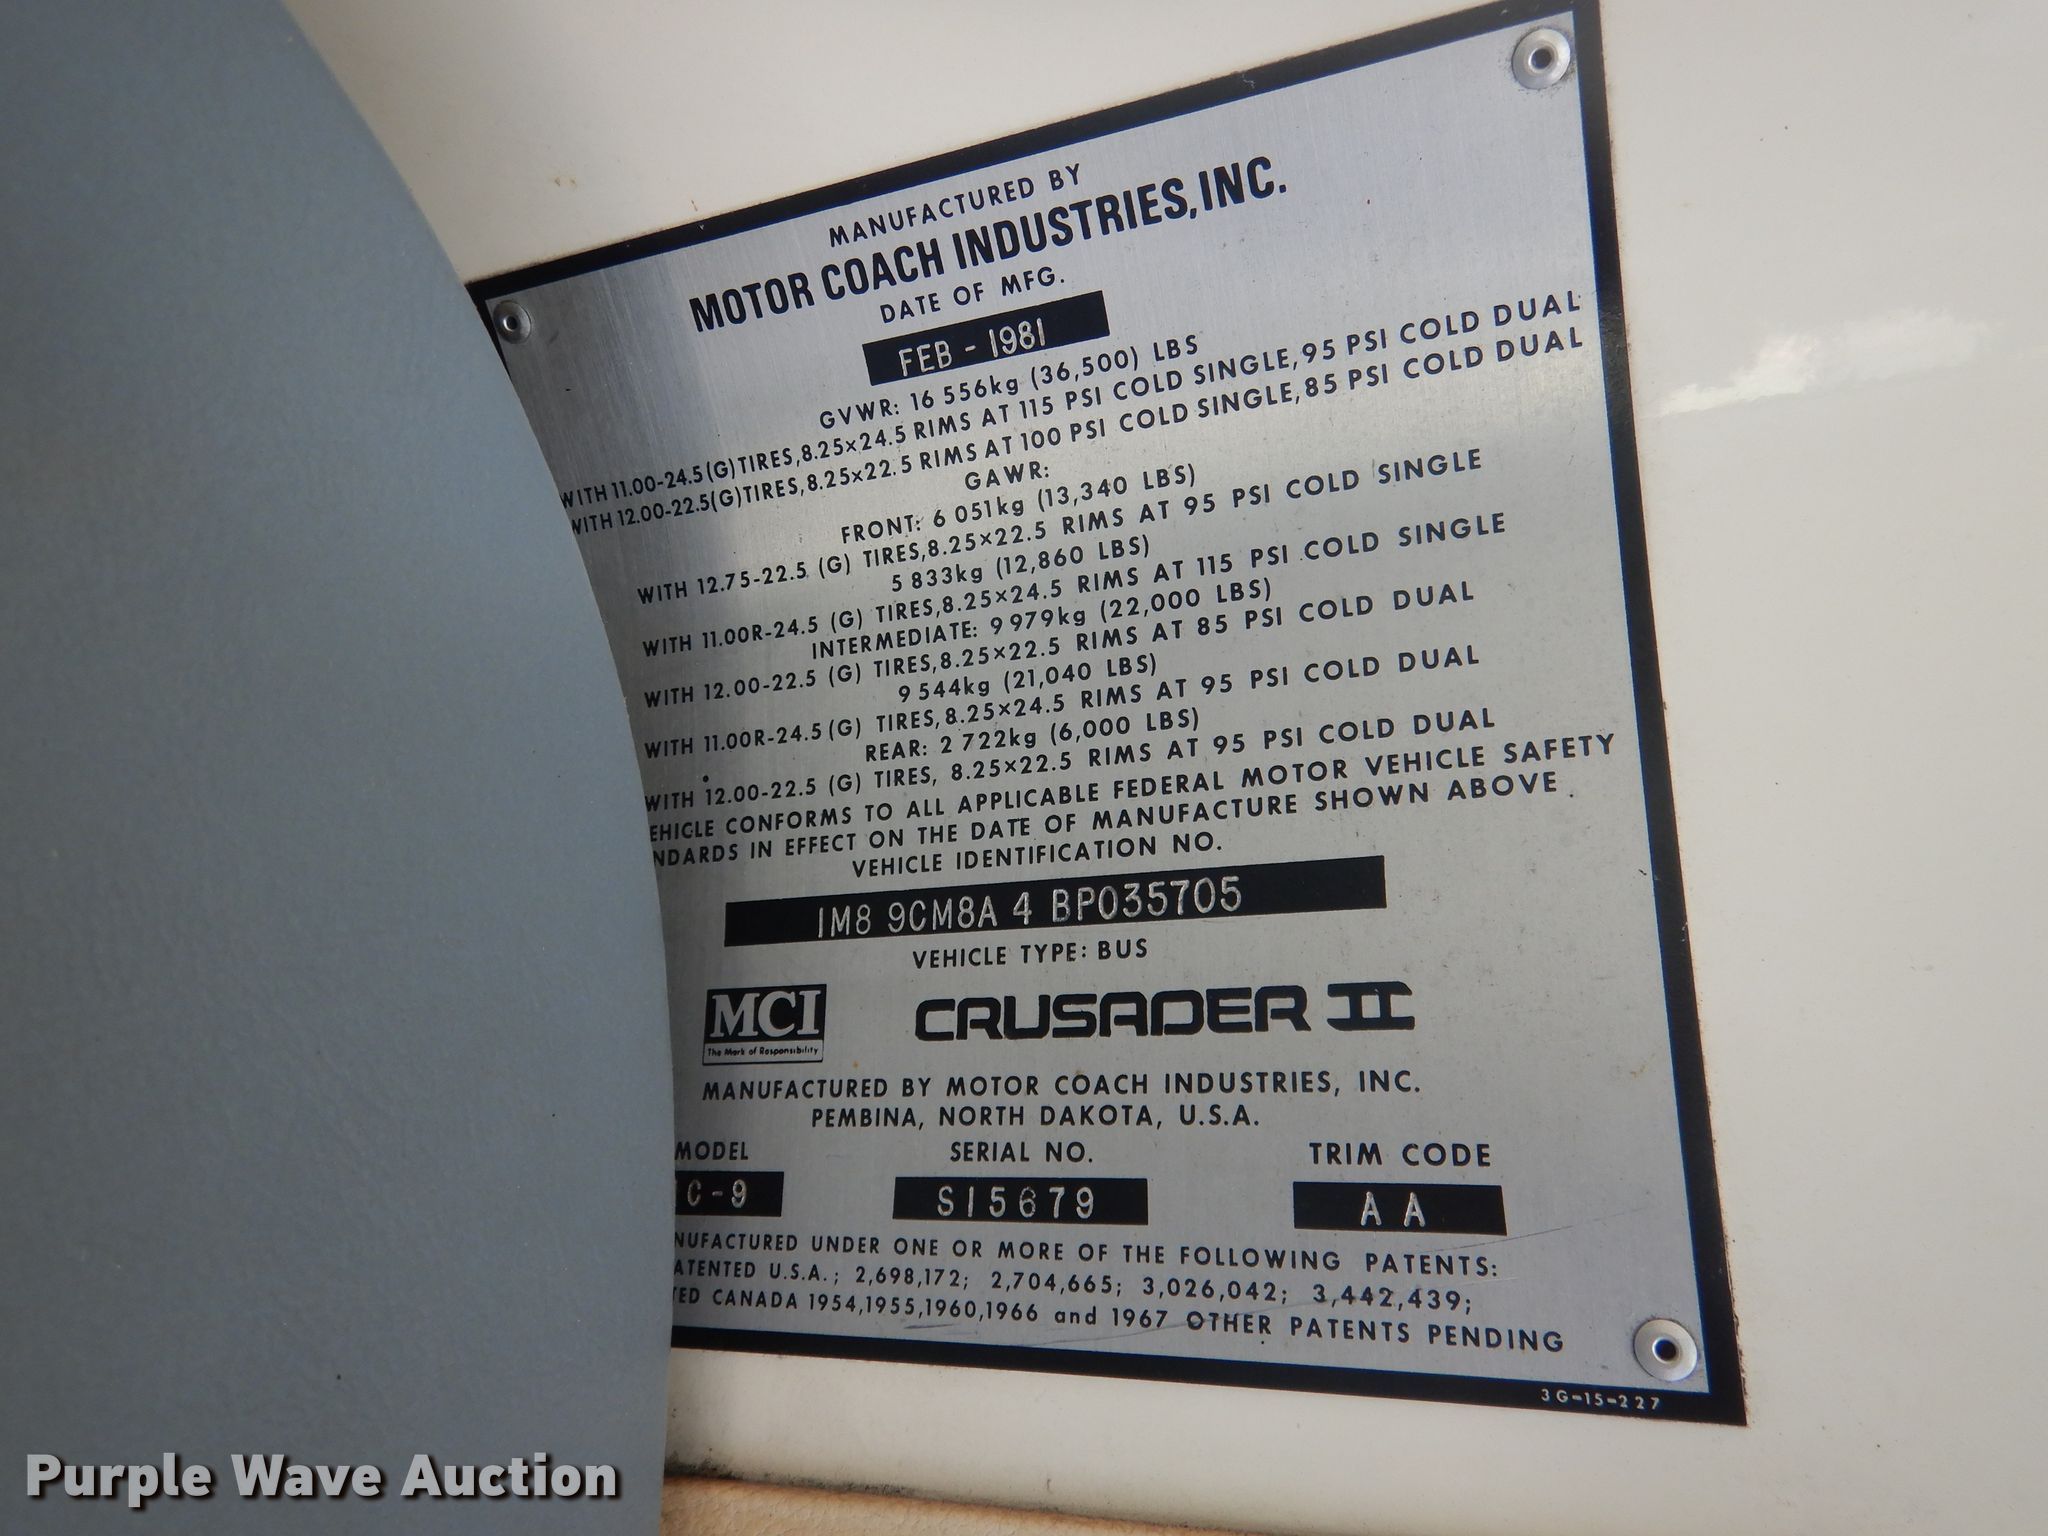 MANUFACTURED BY
MOTOR COACH INDUSTRIES, INC.
DATE OF MFG.
FEB - 1981
GVWR: 16 556kg (36,500) LBS
WITH 11.00-24.5 (G) TIRES, 8.25×24.5 RIMS AT 115 PSI COLD SINGLE, 95 PSI COLD DUAL
WITH 12.00-22.5 (G) TIRES, 8.25×22.5 RIMS AT 100 PSI COLD SINGLE, 85 PSI COLD DUAL
GAWR:
FRONT: 6 051kg (13,340 LBS)
WITH 12.75-22.5 (G) TIRES, 8.25×22.5 RIMS AT 95 PSI COLD SINGLE
5 833kg (12,860 LBS)
WITH 11.00R-24.5 (G) TIRES, 8.25×24.5 RIMS AT 115 PSI COLD SINGLE
INTERMEDIATE: 9 979kg (22,000 LBS)
WITH 12.00-22.5 (G) TIRES, 8.25×22.5 RIMS AT 85 PSI COLD DUAL
9 544kg (21,040 LBS)
WITH 11.00R-24.5 (G) TIRES, 8.25×24.5 RIMS AT 95 PSI COLD DUAL
REAR: 2 722kg (6,000 LBS)
WITH 12.00-22.5 (G) TIRES, 8.25×22.5 RIMS AT 95 PSI COLD DUAL
EHICLE CONFORMS TO ALL APPLICABLE FEDERAL MOTOR VEHICLE SAFETY
NDARDS IN EFFECT ON THE DATE OF MANUFACTURE SHOWN ABOVE.
VEHICLE IDENTIFICATION NO.
1M8 9CM8A 4 BP035705
VEHICLE TYPE: BUS
MCI CRUSADER II
The Mark of Responsibility
MANUFACTURED BY MOTOR COACH INDUSTRIES, INC.
PEMBINA, NORTH DAKOTA, U.S.A.
MODEL SERIAL NO. TRIM CODE
C-9 S15679 AA
NUFACTURED UNDER ONE OR MORE OF THE FOLLOWING PATENTS:
ATENTED U.S.A.; 2,698,172; 2,704,665; 3,026,042; 3,442,439;
TED CANADA 1954, 1955, 1960, 1966 and 1967 OTHER PATENTS PENDING
3G-15-227
Purple Wave Auction